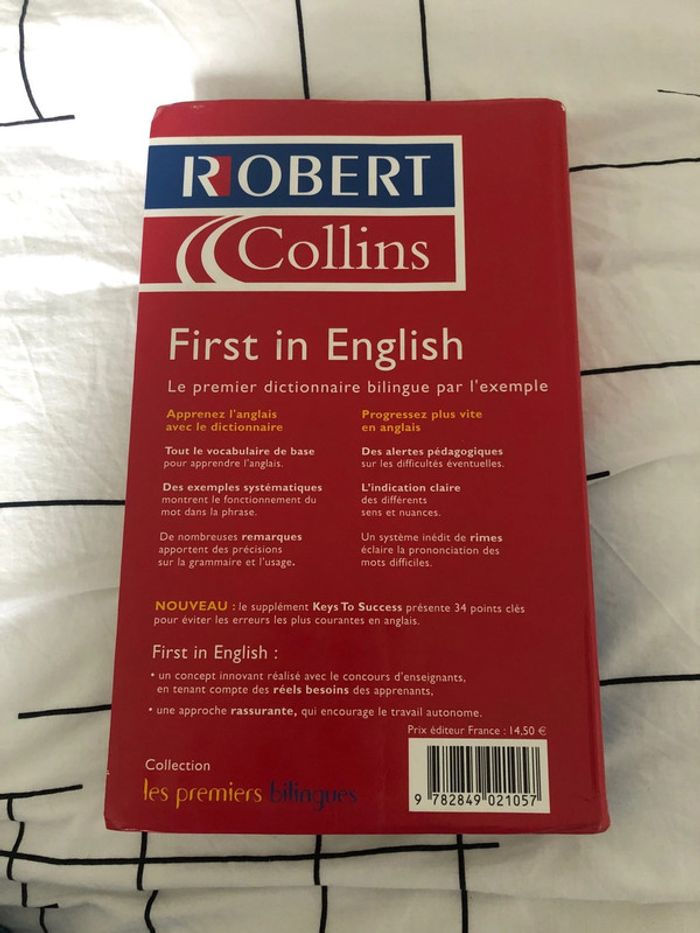 ROBERT
Collins
First in English
Le premier dictionnaire bilingue par l'exemple
Apprenez l'anglais
avec le dictionnaire
Tout le vocabulaire de base
pour apprendre l'anglais.
Des exemples systématiques
montrent le fonctionnement du
mot dans la phrase.
De nombreuses remarques
apportent des précisions
sur la grammaire et l'usage.
Progressez plus vite
en anglais
Des alertes pédagogiques
sur les difficultés éventuelles.
L'indication claire
des différents
sens et nuances.
Un système inédit de rimes
éclaire la prononciation des
mots difficiles.
NOUVEAU : le supplément Keys To Success présente 34 points clés
pour éviter les erreurs les plus courantes en anglais.
First in English :
• un concept innovant réalisé avec le concours d'enseignants,
en tenant compte des réels besoins des apprenants,
• une approche rassurante, qui encourage le travail autonome.
Prix éditeur France : 14,50 €
Collection
les premiers bilingues
9 782849 021057